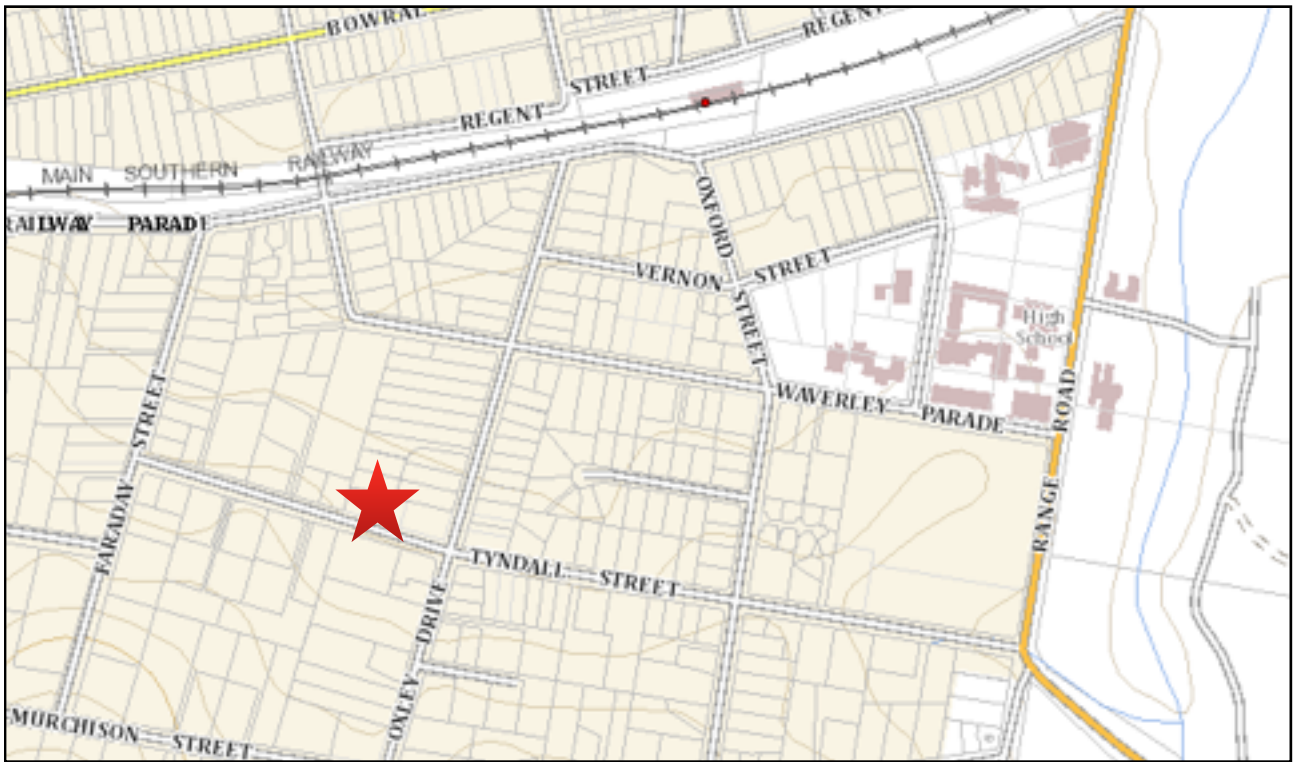 BOWRAL
REGENT
STREET
REGENT
MAIN SOUTHERN RAILWAY
RAILWAY PARADE
OXFORD STREET
VERNON STREET
High
School
WAVERLEY PARADE
FARADAY STREET
RANGE ROAD
TYNDALL STREET
OXLEY DRIVE
MURCHISON STREET